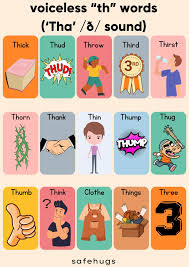 voiceless "th" words
('Tha' /ð/ sound)
Thick Thud Throw Third Thirst
THUD!
3RD
Thorn Thank Thin Thump Thug
THUMP
Thumb Think Clothe Things Three
?
3
safehugs